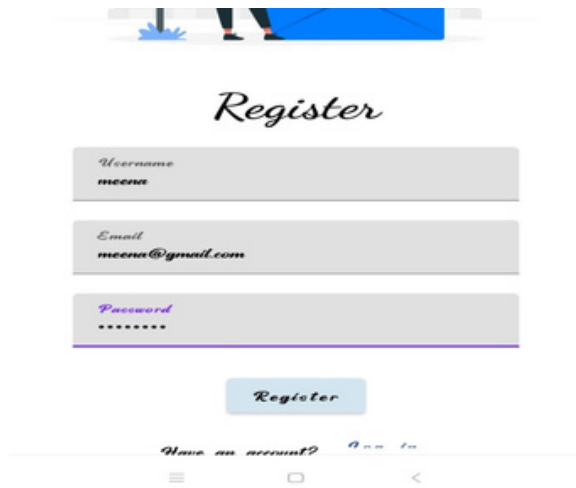 Register
Username
meena
Email
meena@gmail.com
Password
••••••••
Register
Have an account?